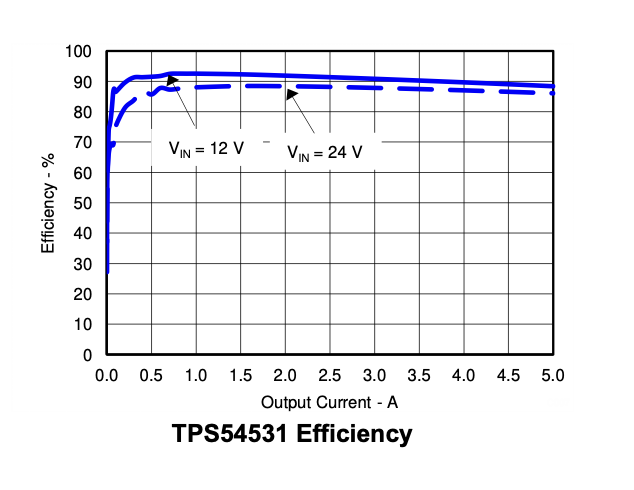 100
90
80
70
60
50
40
30
20
10
0
Efficiency - %
V_IN = 12 V
V_IN = 24 V
0.0 0.5 1.0 1.5 2.0 2.5 3.0 3.5 4.0 4.5 5.0
Output Current - A
TPS54531 Efficiency